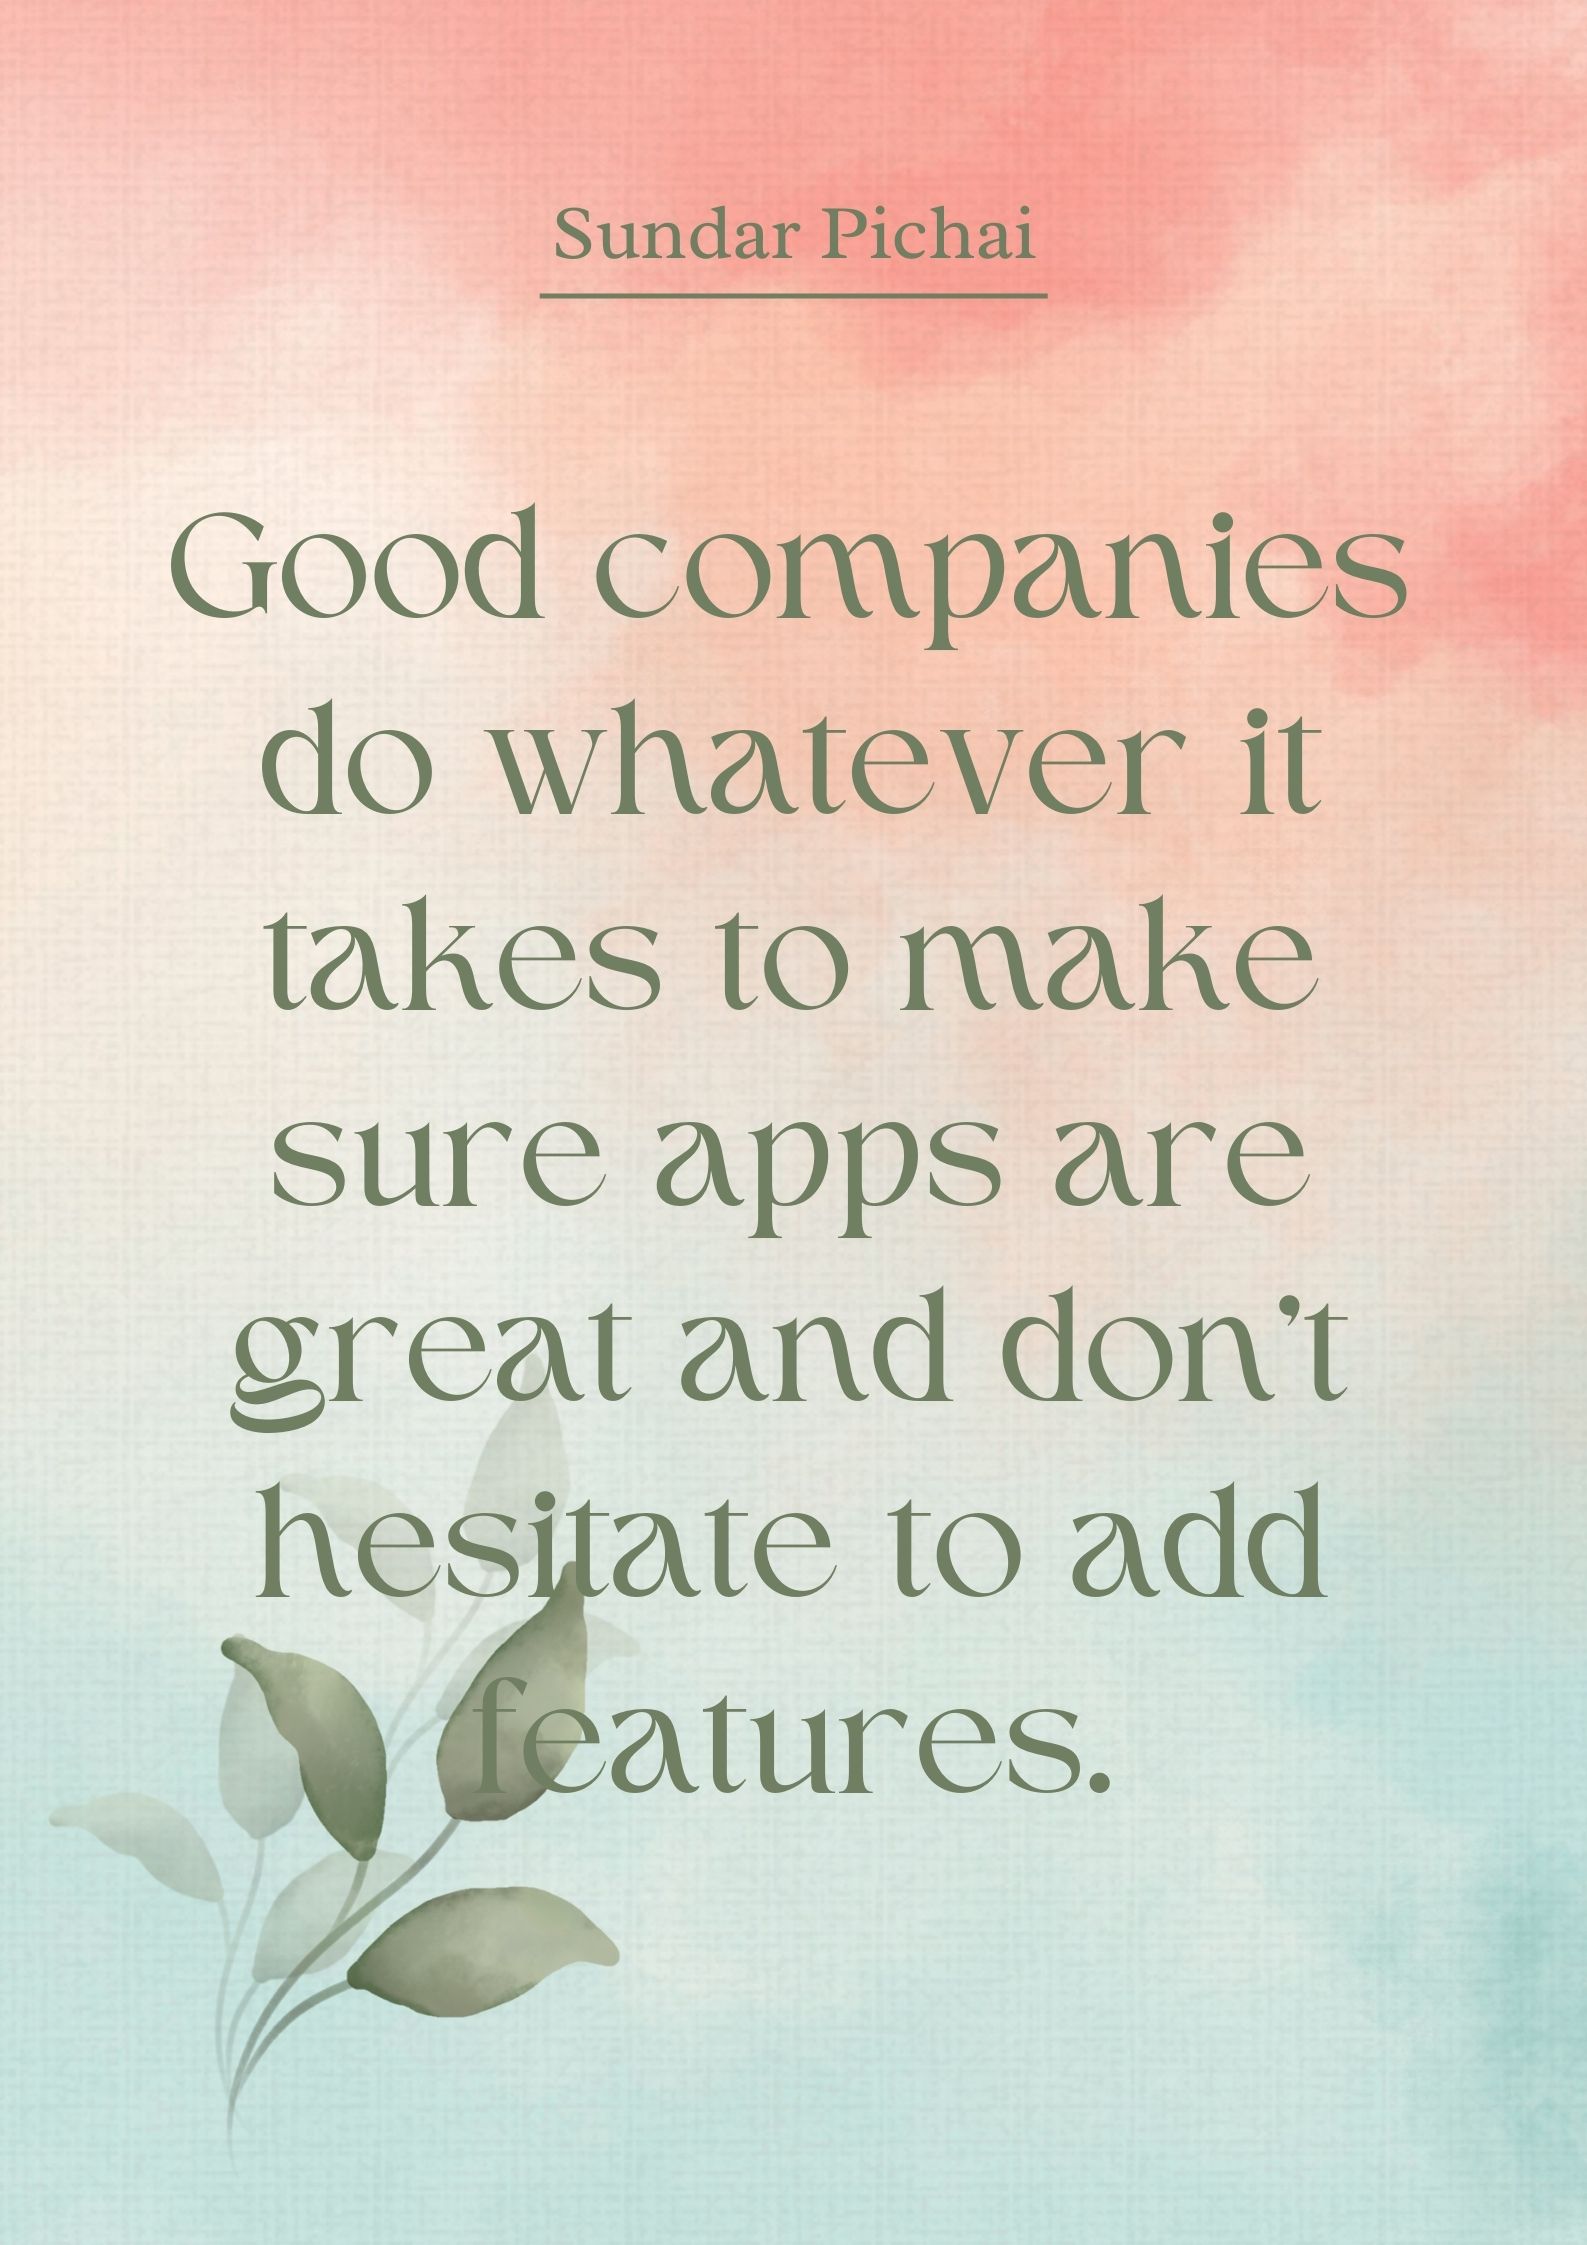 Sundar Pichai
Good companies
do whatever it
takes to make
sure apps are
great and don’t
hesitate to add
features.